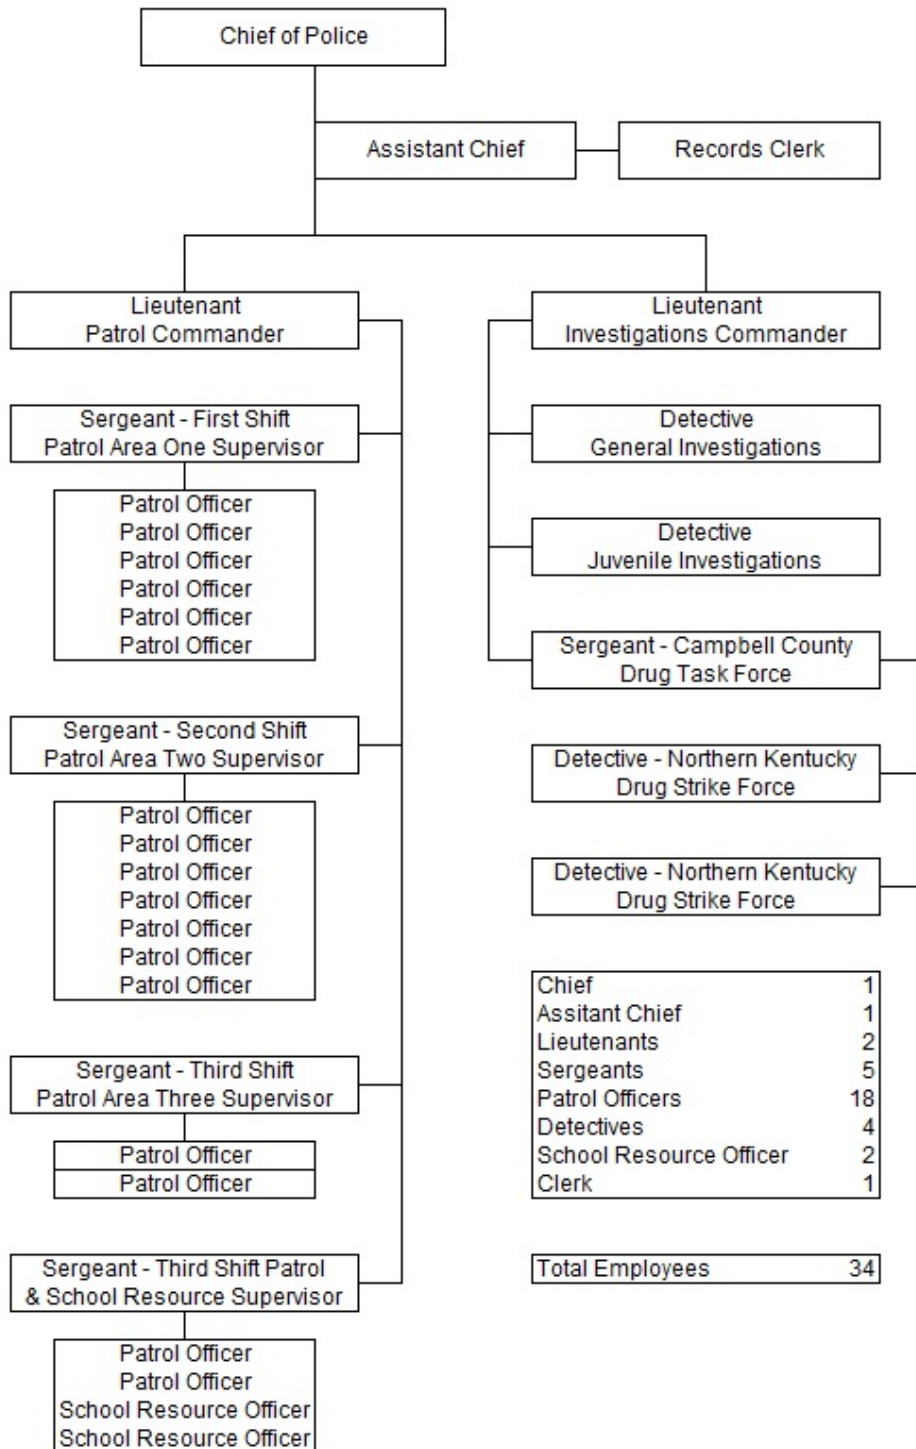 Chief of Police
Assistant Chief
Records Clerk
Lieutenant
Patrol Commander
Sergeant - First Shift
Patrol Area One Supervisor
Patrol Officer
Patrol Officer
Patrol Officer
Patrol Officer
Patrol Officer
Patrol Officer
Sergeant - Second Shift
Patrol Area Two Supervisor
Patrol Officer
Patrol Officer
Patrol Officer
Patrol Officer
Patrol Officer
Patrol Officer
Patrol Officer
Sergeant - Third Shift
Patrol Area Three Supervisor
Patrol Officer
Patrol Officer
Sergeant - Third Shift Patrol
& School Resource Supervisor
Patrol Officer
Patrol Officer
School Resource Officer
School Resource Officer
Lieutenant
Investigations Commander
Detective
General Investigations
Detective
Juvenile Investigations
Sergeant - Campbell County
Drug Task Force
Detective - Northern Kentucky
Drug Strike Force
Detective - Northern Kentucky
Drug Strike Force
Chief 1
Assitant Chief 1
Lieutenants 2
Sergeants 5
Patrol Officers 18
Detectives 4
School Resource Officer 2
Clerk 1
Total Employees 34